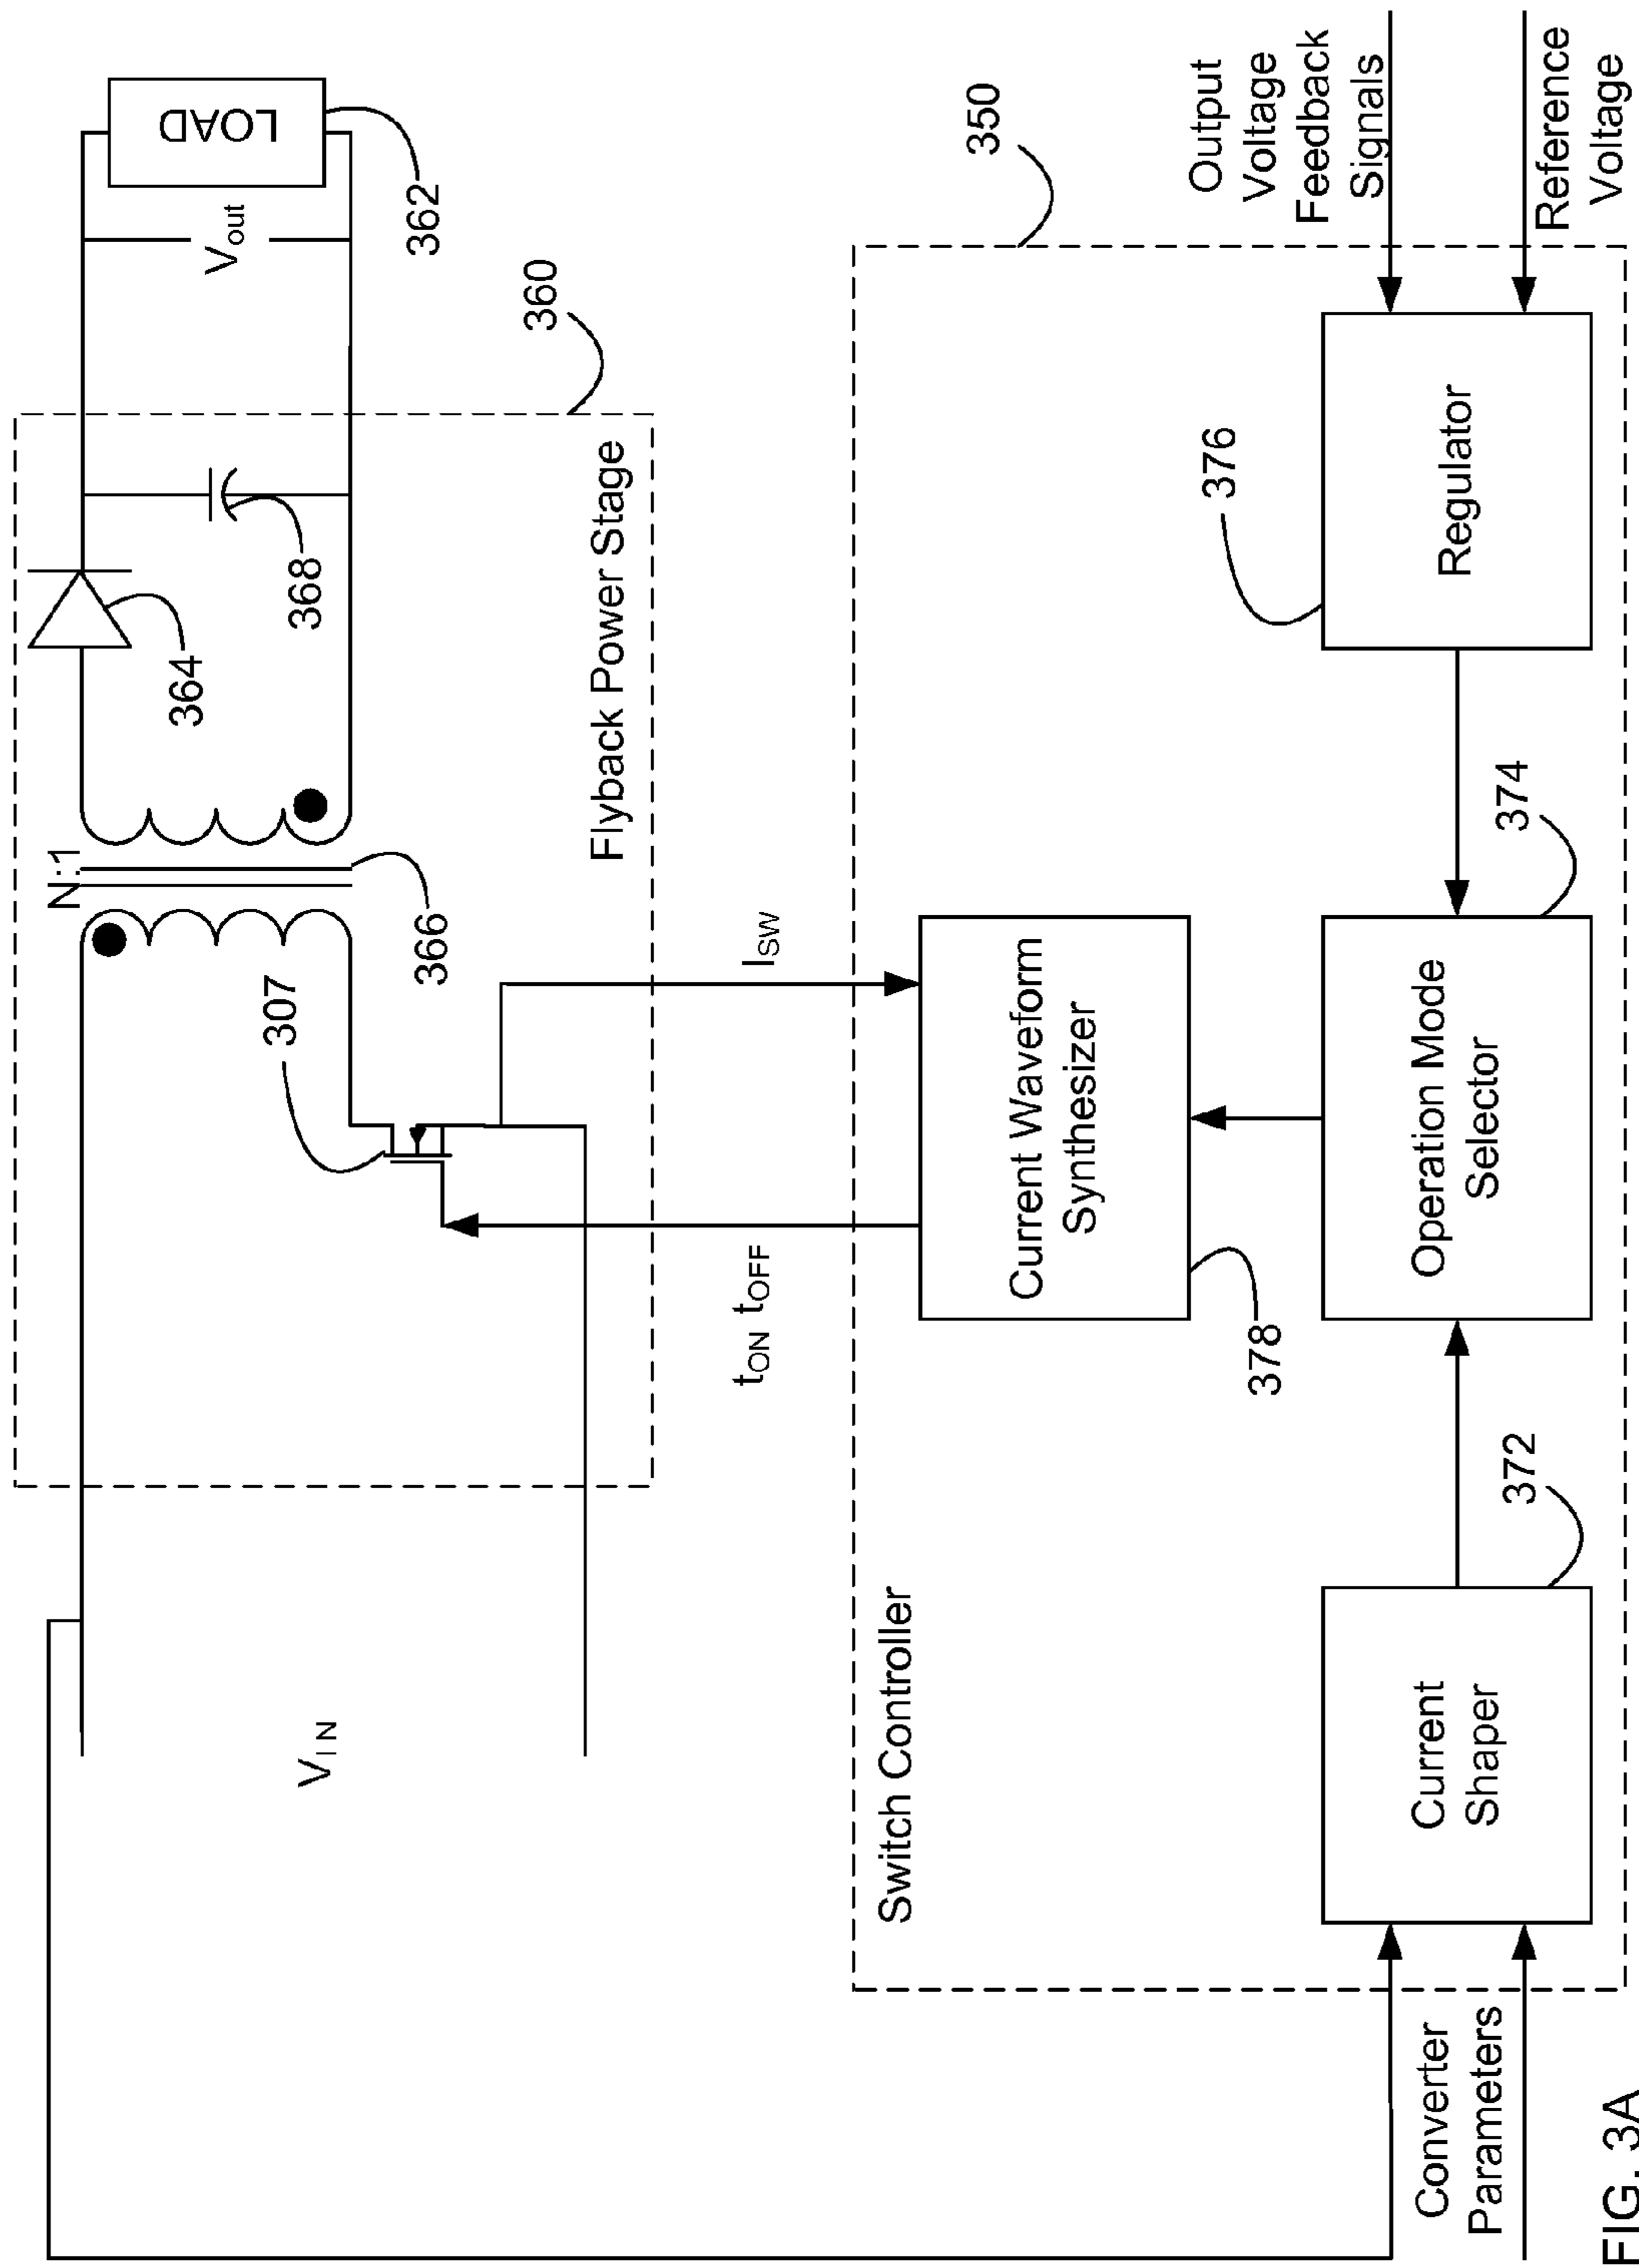 N:1
364
368
LOAD
V_out
362
307
366
V_IN
Flyback Power Stage
360
t_ON t_OFF
I_SW
Switch Controller
350
Current Waveform
Synthesizer
378
Output
Voltage
Feedback
Signals
376
Converter
Parameters
Current
Shaper
372
Operation Mode
Selector
374
Regulator
Reference
Voltage
FIG. 3A